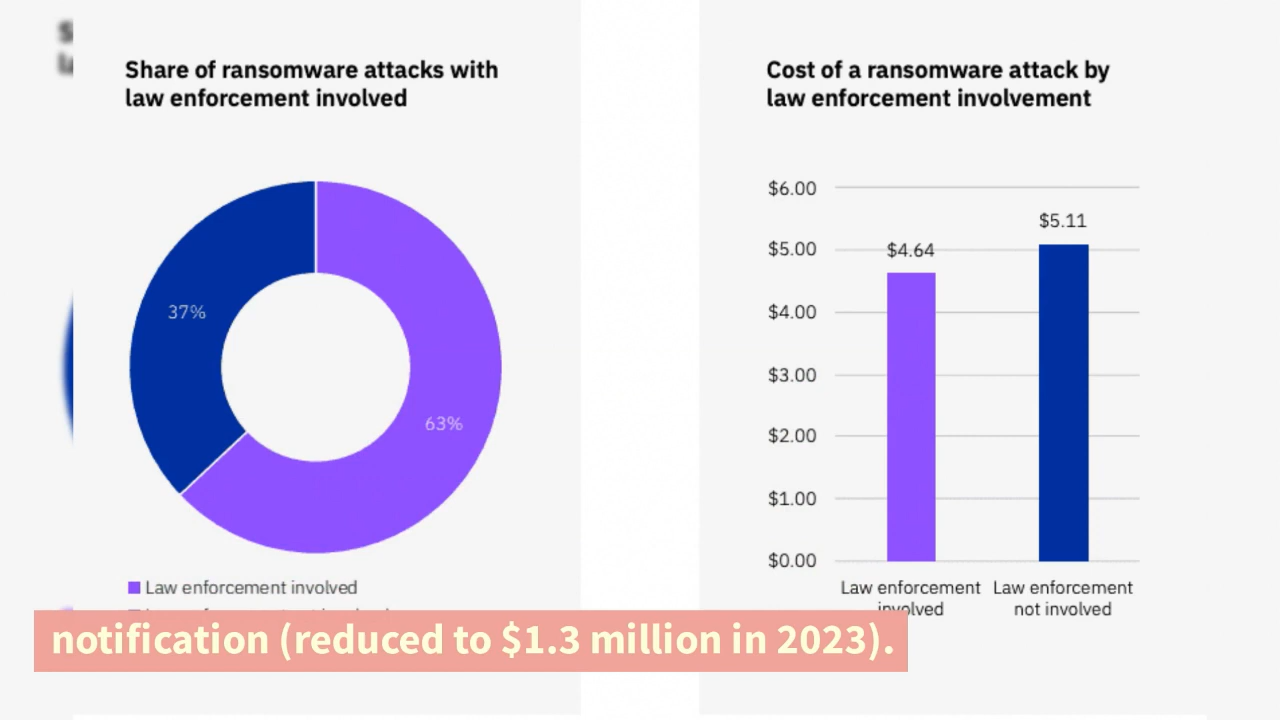 Share of ransomware attacks with
law enforcement involved
37%
63%
Law enforcement involved
Cost of a ransomware attack by
law enforcement involvement
$6.00
$5.00
$4.00
$3.00
$2.00
$1.00
$0.00
$4.64
$5.11
Law enforcement
involved
Law enforcement
not involved
notification (reduced to $1.3 million in 2023).